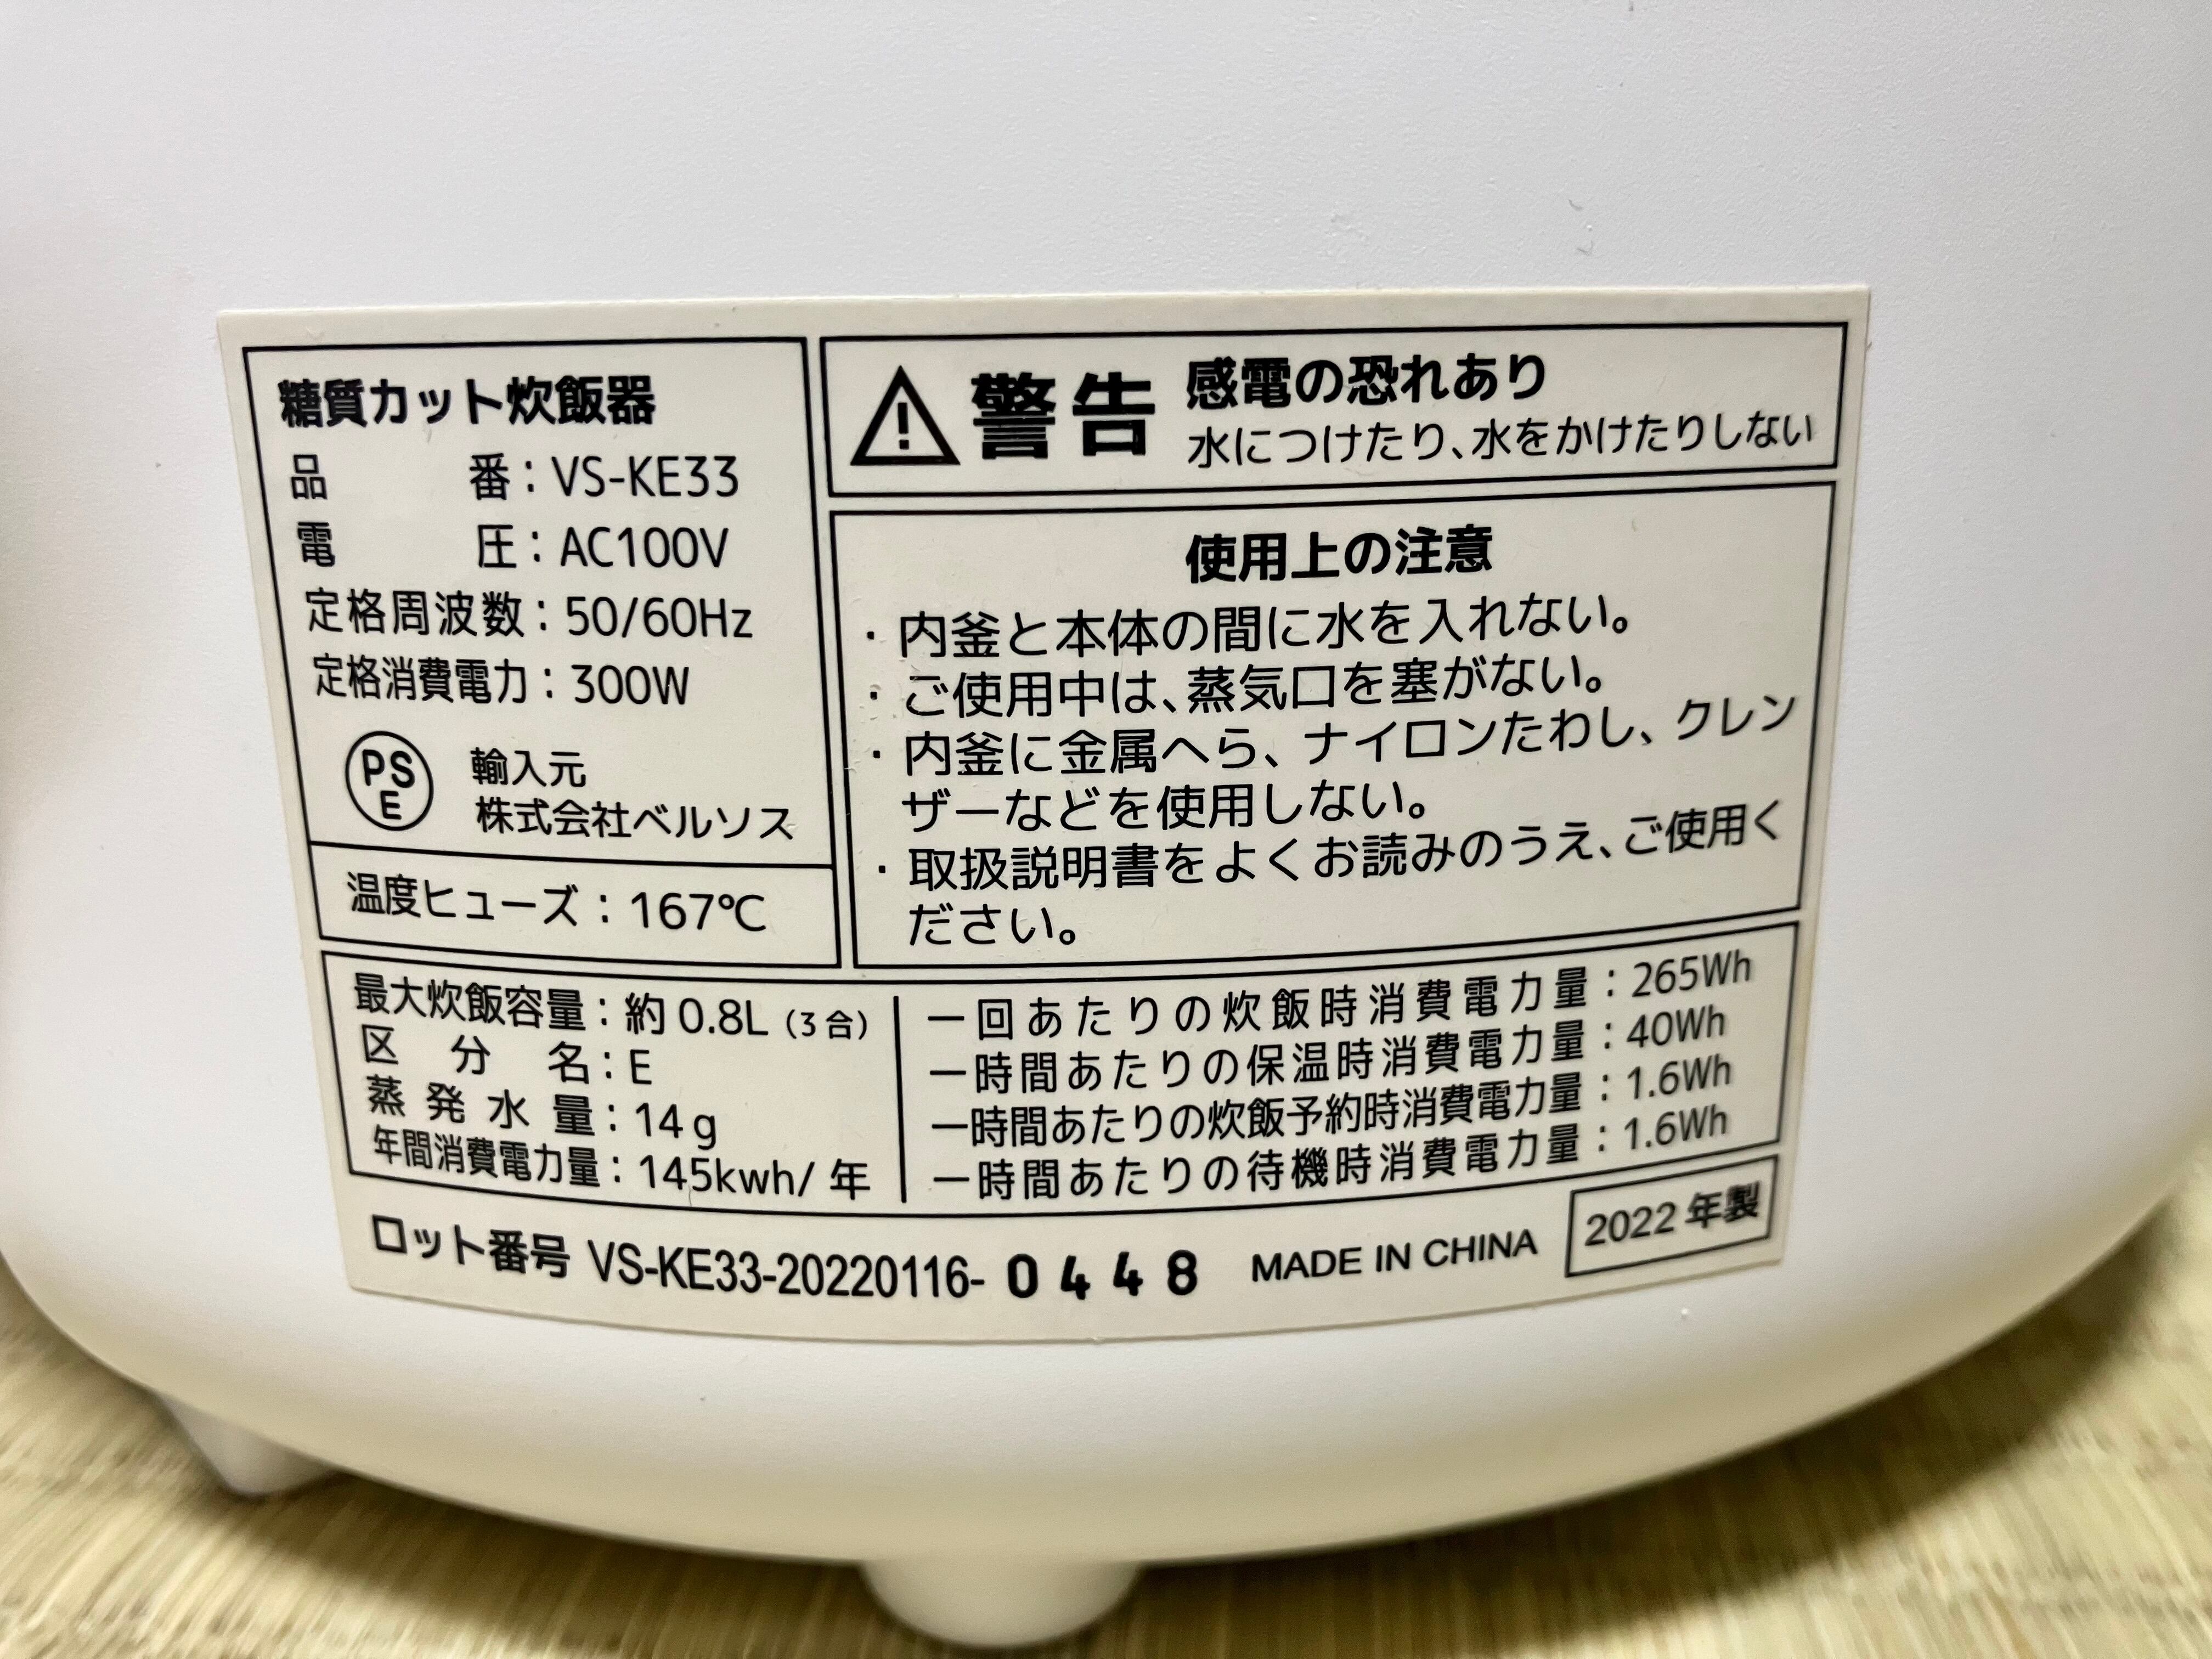 糖質カット炊飯器
品番：VS-KE33
電圧：AC100V
定格周波数：50/60Hz
定格消費電力：300W
PS
E
輸入元
株式会社ベルソス
温度ヒューズ：167℃
警告
感電の恐れあり
水につけたり、水をかけたりしない
使用上の注意
・内釜と本体の間に水を入れない。
・ご使用中は、蒸気口を塞がない。
・内釜に金属へら、ナイロンたわし、クレン
ザーなどを使用しない。
・取扱説明書をよくお読みのうえ、ご使用く
ださい。
最大炊飯容量：約0.8L（3合）
区分名：E
蒸発水量：14g
年間消費電力量：145kwh/年
一回あたりの炊飯時消費電力量：265Wh
一時間あたりの保温時消費電力量：40Wh
一時間あたりの炊飯予約時消費電力量：1.6Wh
一時間あたりの待機時消費電力量：1.6Wh
ロット番号 VS-KE33-20220116-0448 MADE IN CHINA 2022年製